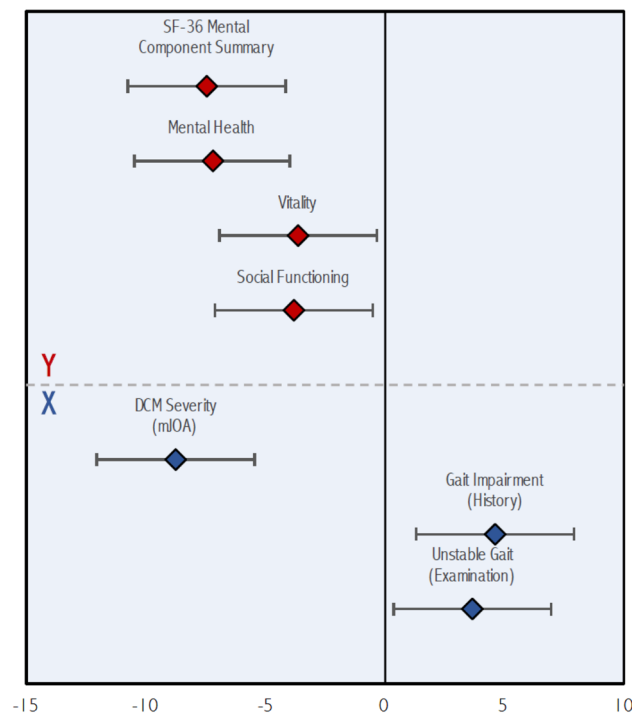 SF-36 Mental
Component Summary
Mental Health
Vitality
Social Functioning
Y
X
DCM Severity
(mJOA)
Gait Impairment
(History)
Unstable Gait
(Examination)
-15 -10 -5 0 5 10